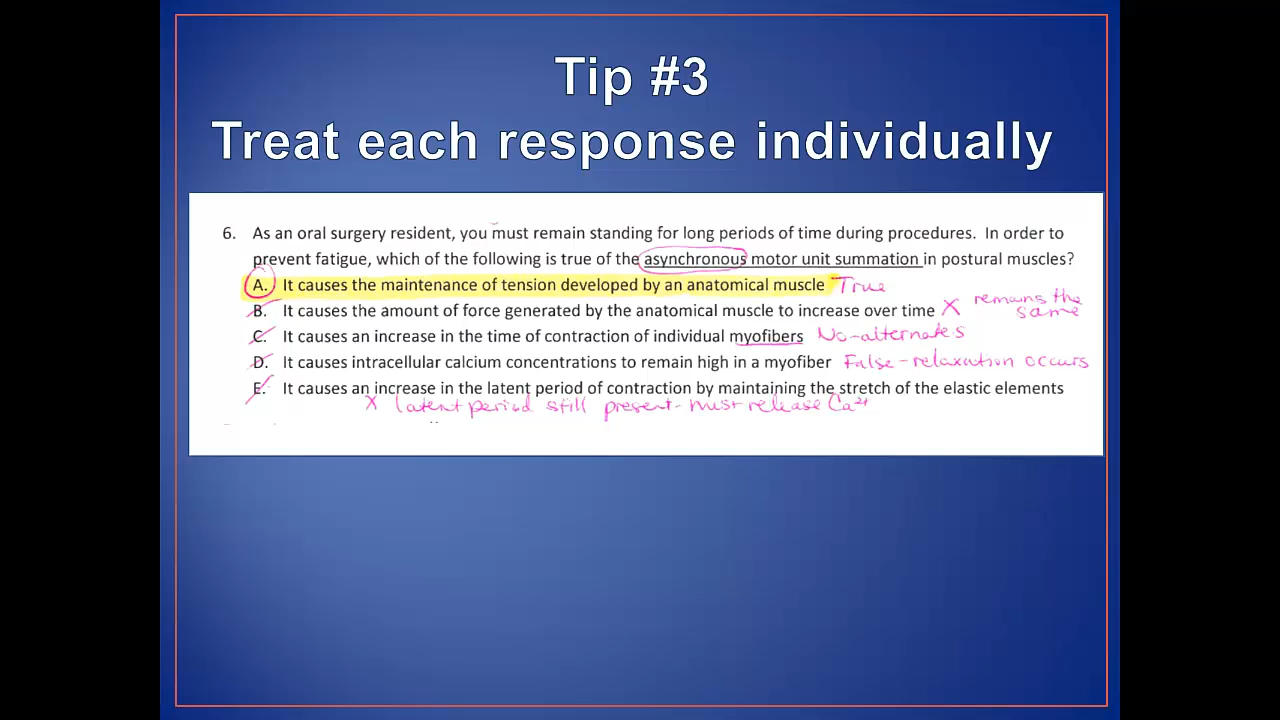 Tip #3
Treat each response individually
6. As an oral surgery resident, you must remain standing for long periods of time during procedures. In order to
prevent fatigue, which of the following is true of the asynchronous motor unit summation in postural muscles?
A. It causes the maintenance of tension developed by an anatomical muscle True
B. It causes the amount of force generated by the anatomical muscle to increase over time X remains the
same
C. It causes an increase in the time of contraction of individual myofibers No-alternates
D. It causes intracellular calcium concentrations to remain high in a myofiber False-relaxation occurs
E. It causes an increase in the latent period of contraction by maintaining the stretch of the elastic elements
X latent period still present-must release Ca2+